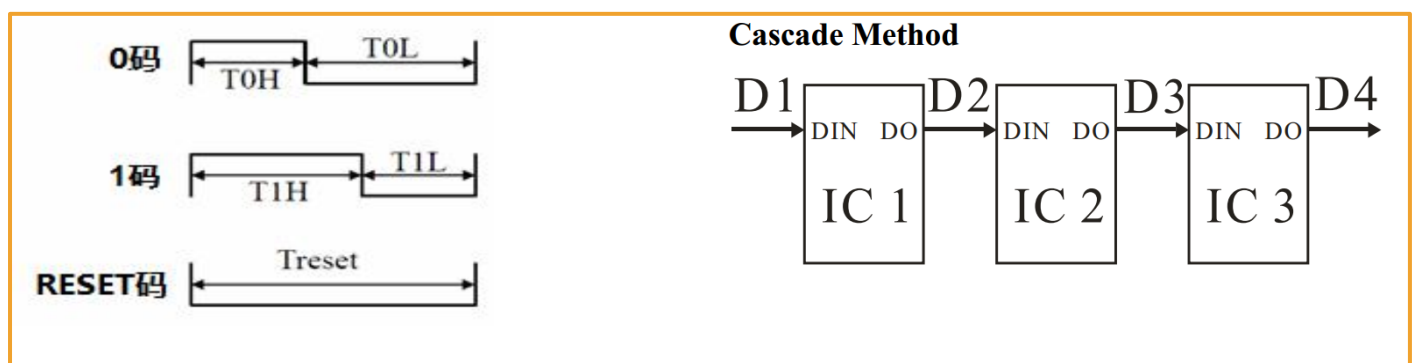 0码 T0H T0L
1码 T1H T1L
RESET码 Treset
Cascade Method
D1 D2 D3 D4
DIN DO DIN DO DIN DO
IC 1 IC 2 IC 3